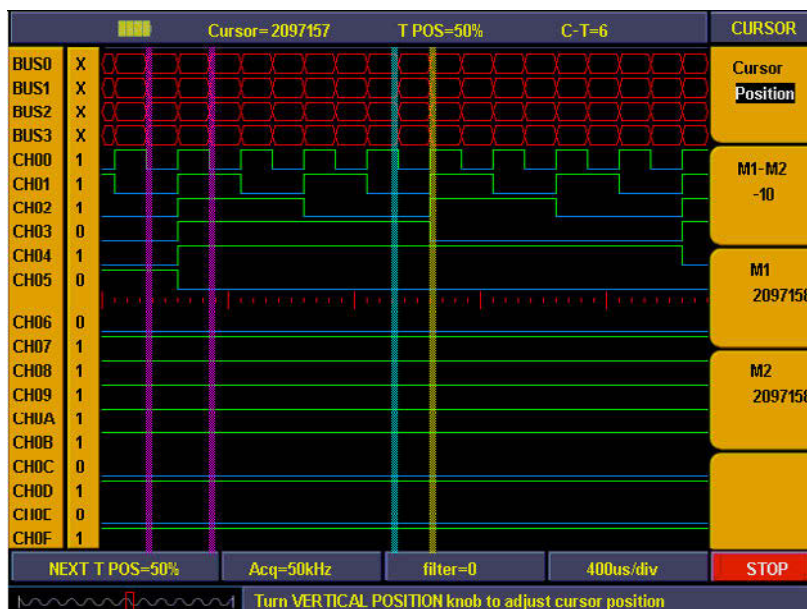 Cursor=2097157 T POS=50% C-T=6 CURSOR
BUS0 X
BUS1 X
BUS2 X
BUS3 X
CH00 1
CH01 1
CH02 1
CH03 0
CH04 1
CH05 0
CH06 0
CH07 1
CH08 1
CH09 1
CH0A 1
CH0B 1
CH0C 0
CH0D 1
CH0E 0
CH0F 1
Cursor
Position
M1-M2
-10
M1
2097158
M2
2097158
NEXT T POS=50% Acq=50kHz filter=0 400us/div STOP
Turn VERTICAL POSITION knob to adjust cursor position